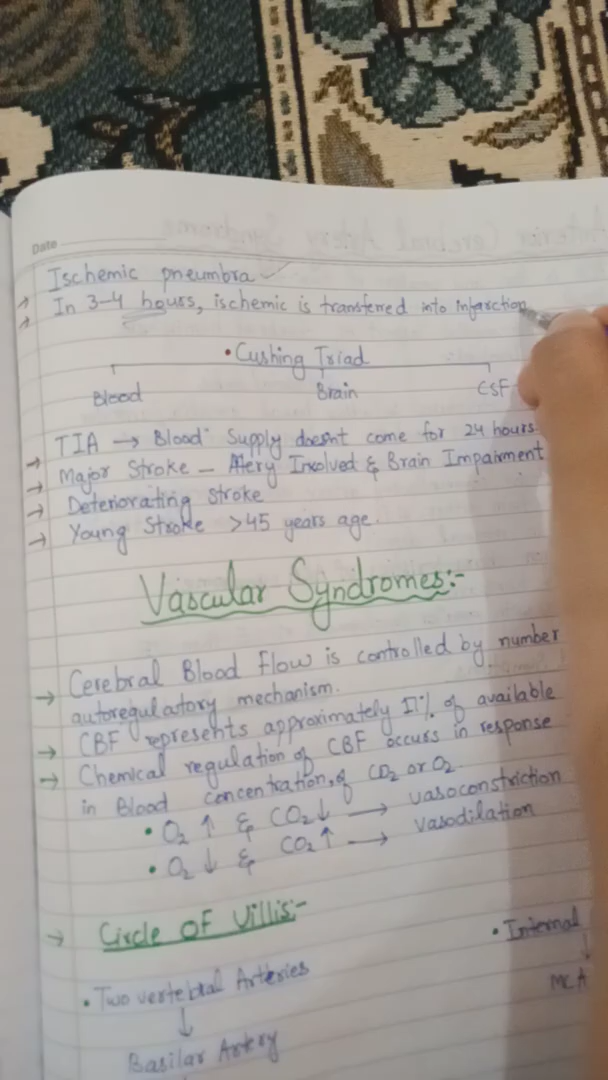 Date
Ischemic pneumbra
→ In 3-4 hours, ischemic is transferred into infarction
• Cushing Triad
Blood Brain CSF
→ TIA → Blood Supply doesn't come for 24 hours.
→ Major Stroke - Artery Involved & Brain Impairment
→ Deteriorating stroke
→ Young Stroke >45 years age.
Vascular Syndromes:-
→ Cerebral Blood Flow is controlled by number
autoregulatory mechanism.
→ CBF represents approximately 17% of available
→ Chemical regulation of CBF occurs in response
in Blood concentration, of CO2 or O2.
• O2 ↑ & CO2 ↓ → vasoconstriction
• O2 ↓ & CO2 ↑ → vasodilation
→ Circle OF Villis:-
• Two vertebral Arteries
↓
Basilar Artery
• Internal
↓
MCA